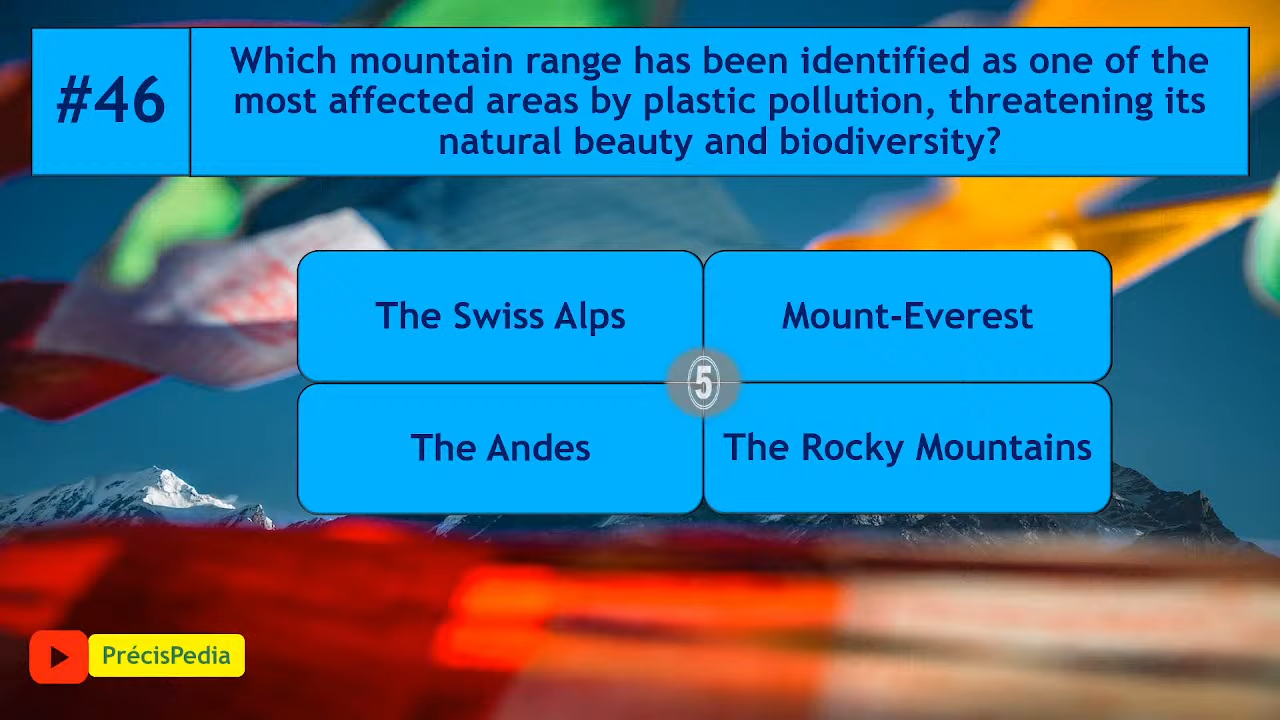 #46
Which mountain range has been identified as one of the
most affected areas by plastic pollution, threatening its
natural beauty and biodiversity?
The Swiss Alps
Mount-Everest
5
The Andes
The Rocky Mountains
PrécisPedia